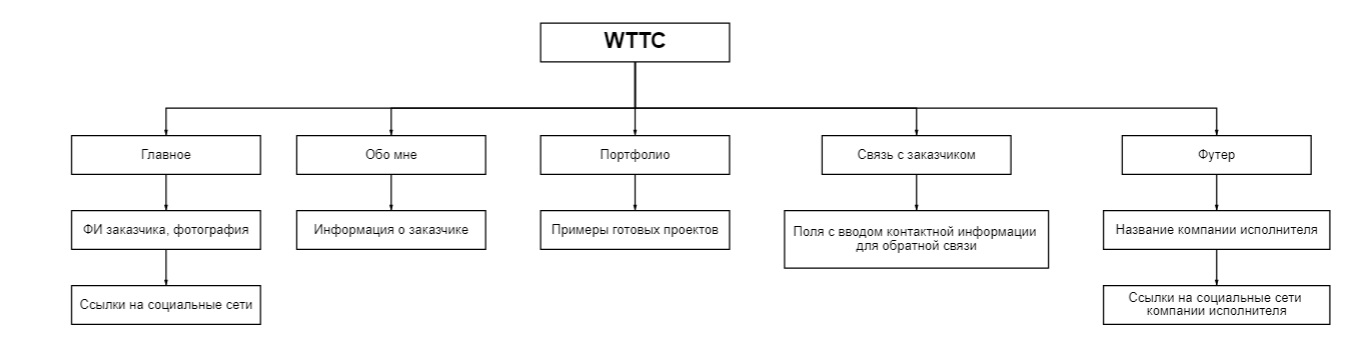 WTTC
Главное
Обо мне
Портфолио
Связь с заказчиком
Футер
ФИ заказчика, фотография
Информация о заказчике
Примеры готовых проектов
Поля с вводом контактной информации
для обратной связи
Название компании исполнителя
Ссылки на социальные сети
Ссылки на социальные сети
компании исполнителя